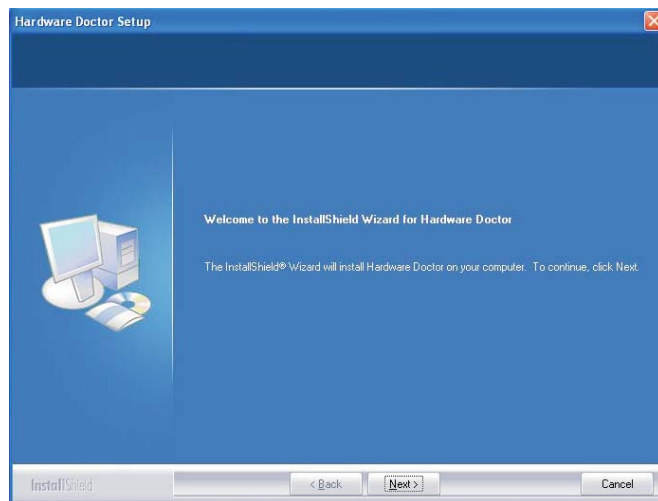 Hardware Doctor Setup
Welcome to the InstallShield Wizard for Hardware Doctor
The InstallShield® Wizard will install Hardware Doctor on your computer. To continue, click Next.
InstallShield
< Back
Next >
Cancel